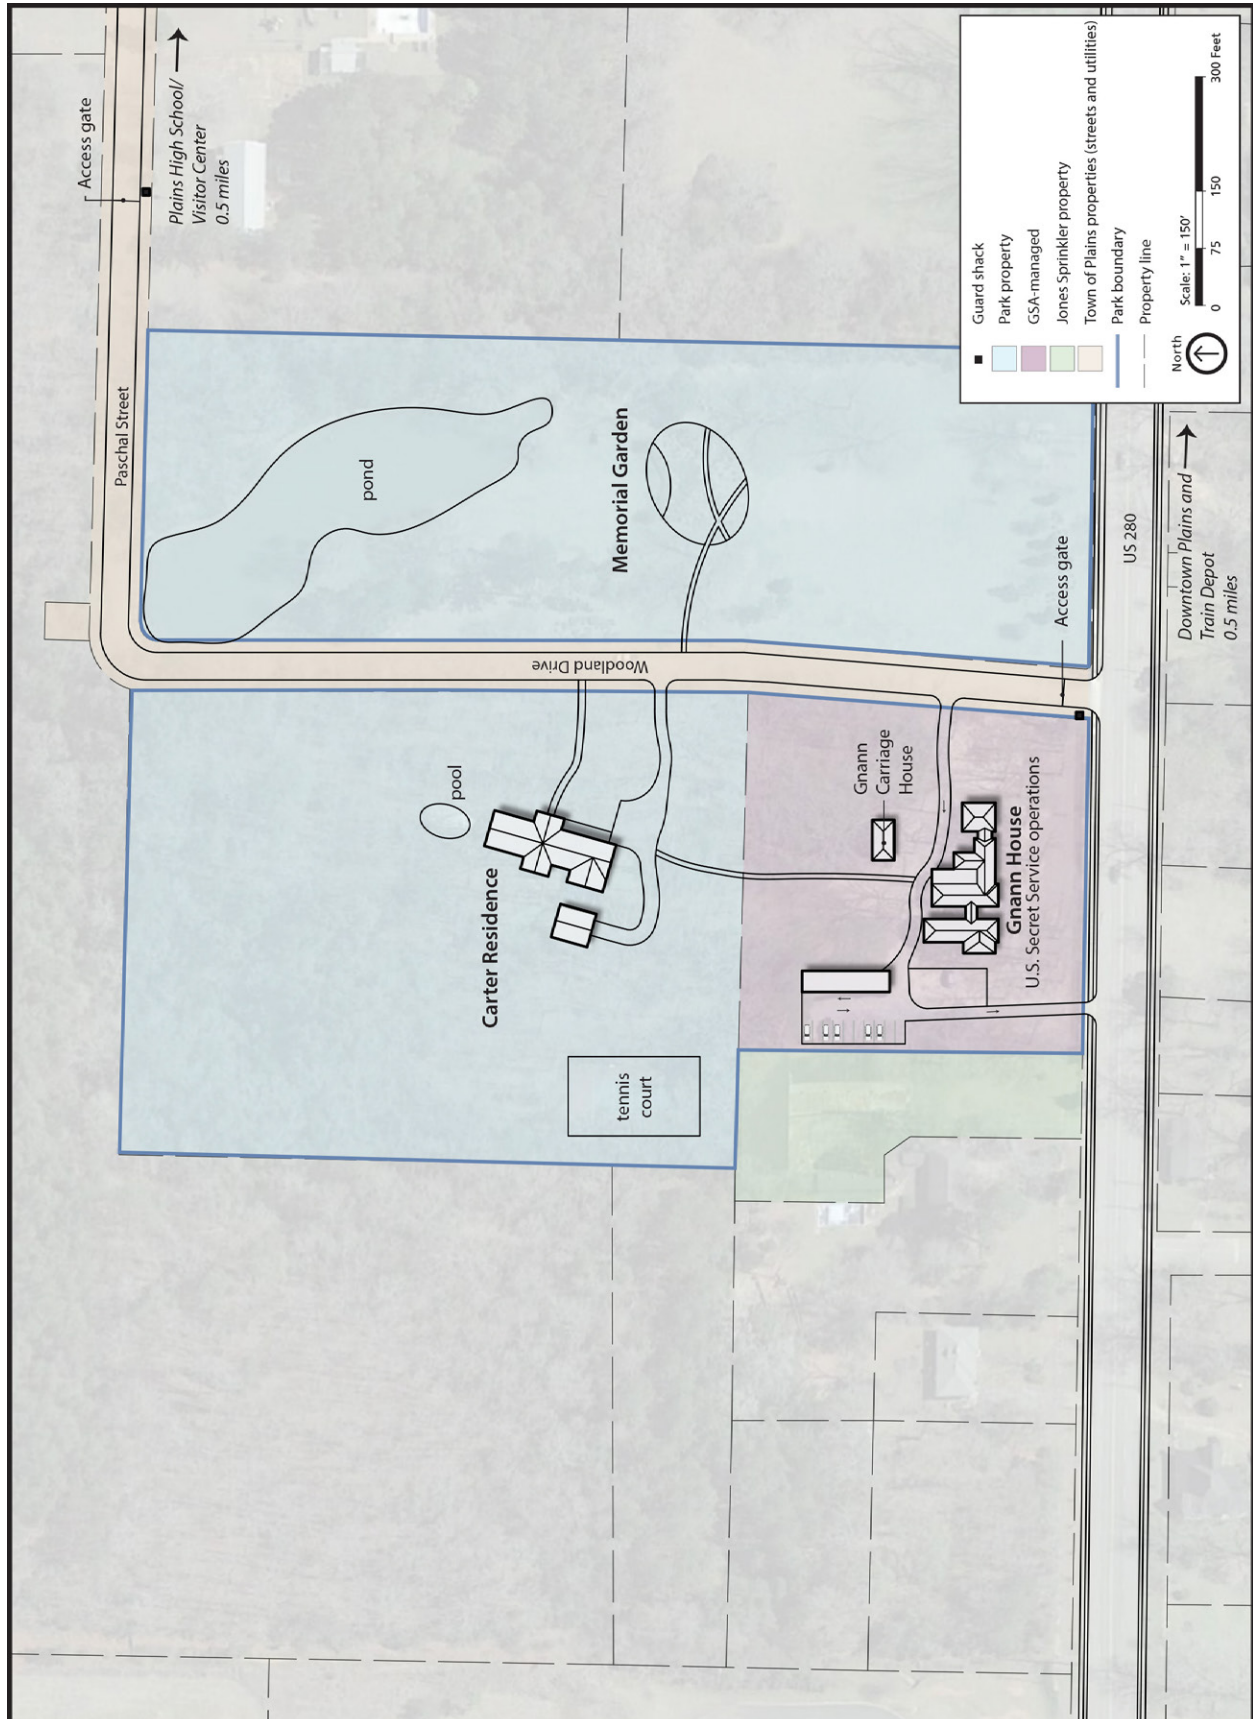 Access gate
Plains High School/
Visitor Center
0.5 miles
Paschal Street
pond
Memorial Garden
Woodland Drive
pool
Carter Residence
tennis
court
Gnann
Carriage
House
Gnann House
U.S. Secret Service operations
Access gate
US 280
Downtown Plains and
Train Depot
0.5 miles
Guard shack
Park property
GSA-managed
Jones Sprinkler property
Town of Plains properties (streets and utilities)
Park boundary
Property line
North
Scale: 1" = 150'
0 75 150 300 Feet